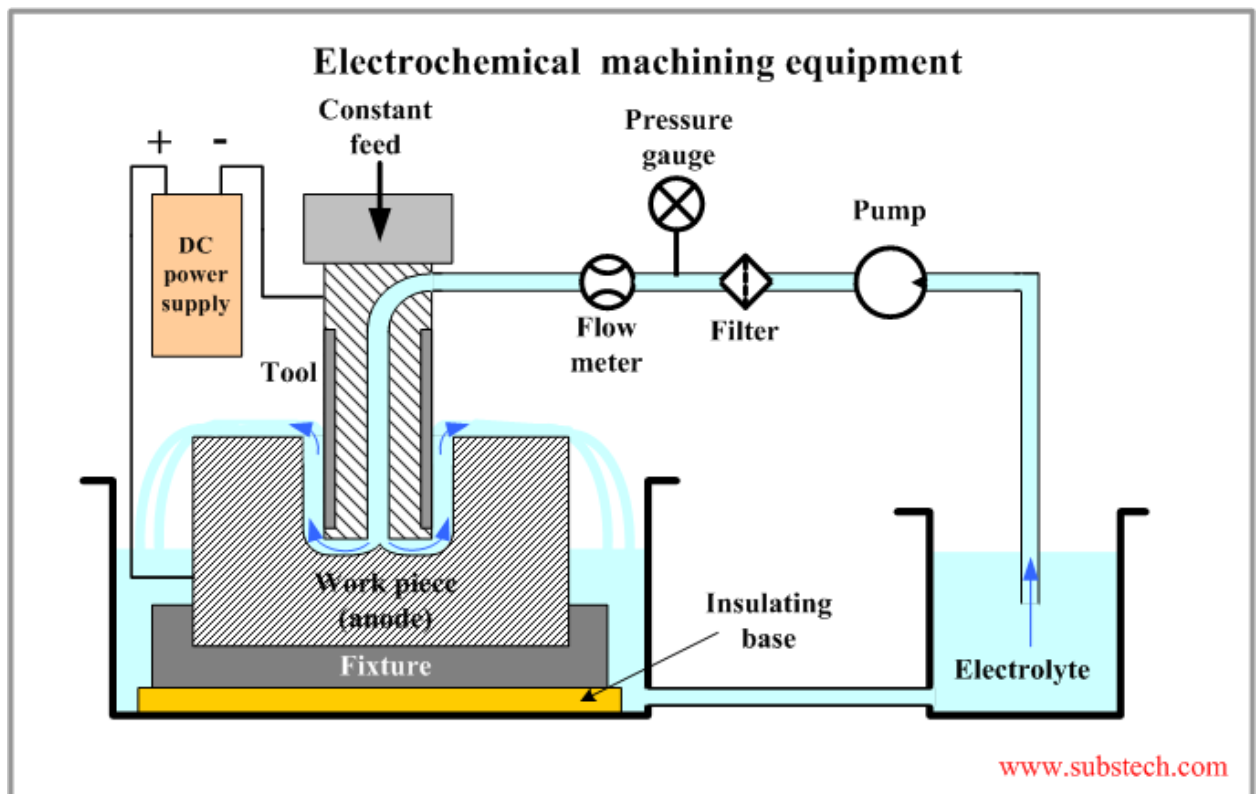 Electrochemical machining equipment
Constant
feed
Pressure
gauge
+ -
Pump
DC
power
supply
Flow
meter
Filter
Tool
Work piece
(anode)
Insulating
base
Fixture
Electrolyte
www.substech.com